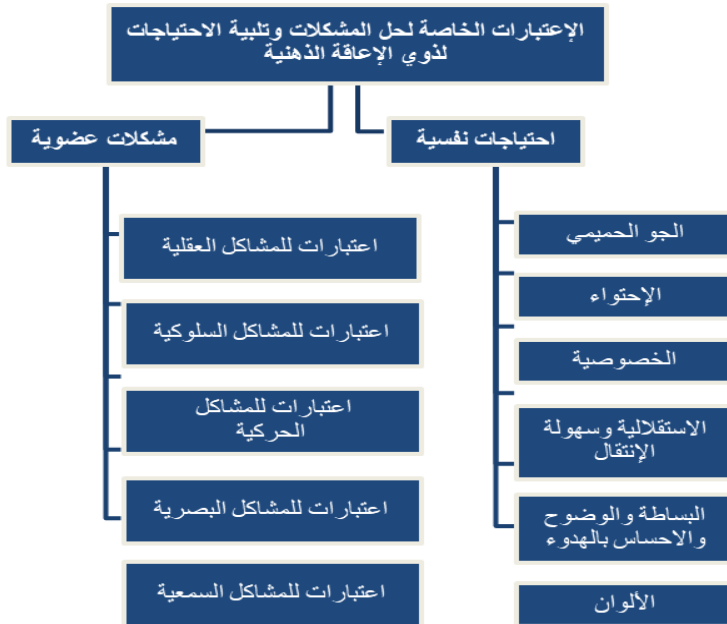 الإعتبارات الخاصة لحل المشكلات وتلبية الاحتياجات
لذوي الإعاقة الذهنية
احتياجات نفسية
الجو الحميمي
الإحتواء
الخصوصية
الاستقلالية وسهولة
الإنتقال
البساطة والوضوح
والاحساس بالهدوء
الألوان
مشكلات عضوية
اعتبارات للمشاكل العقلية
اعتبارات للمشاكل السلوكية
اعتبارات للمشاكل
الحركية
اعتبارات للمشاكل البصرية
اعتبارات للمشاكل السمعية